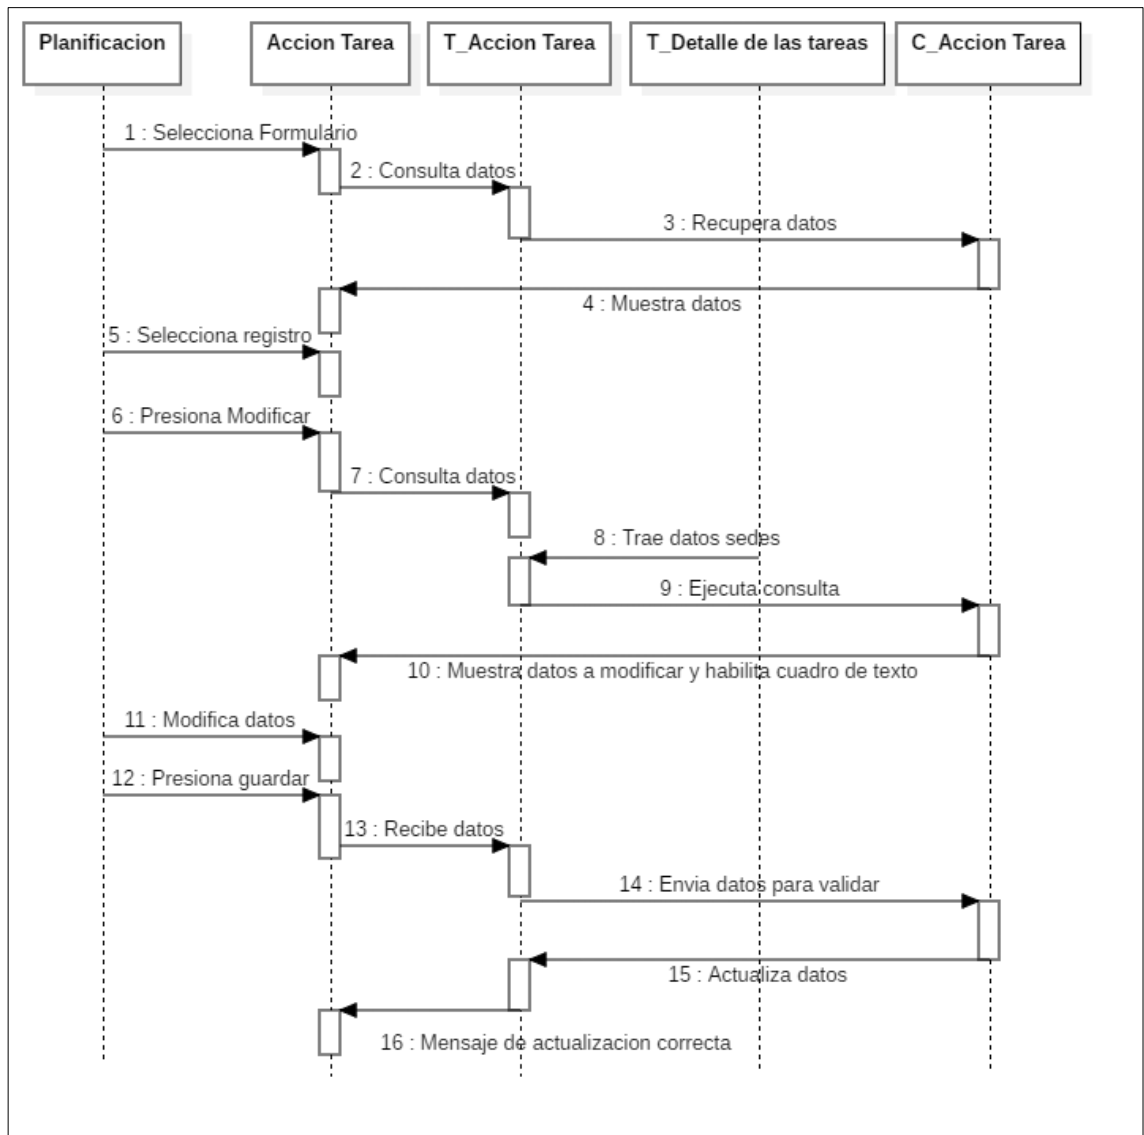 Planificacion
Accion Tarea
T_Accion Tarea
T_Detalle de las tareas
C_Accion Tarea
1 : Selecciona Formulario
2 : Consulta datos
3 : Recupera datos
4 : Muestra datos
5 : Selecciona registro
6 : Presiona Modificar
7 : Consulta datos
8 : Trae datos sedes
9 : Ejecuta consulta
10 : Muestra datos a modificar y habilita cuadro de texto
11 : Modifica datos
12 : Presiona guardar
13 : Recibe datos
14 : Envia datos para validar
15 : Actualiza datos
16 : Mensaje de actualizacion correcta